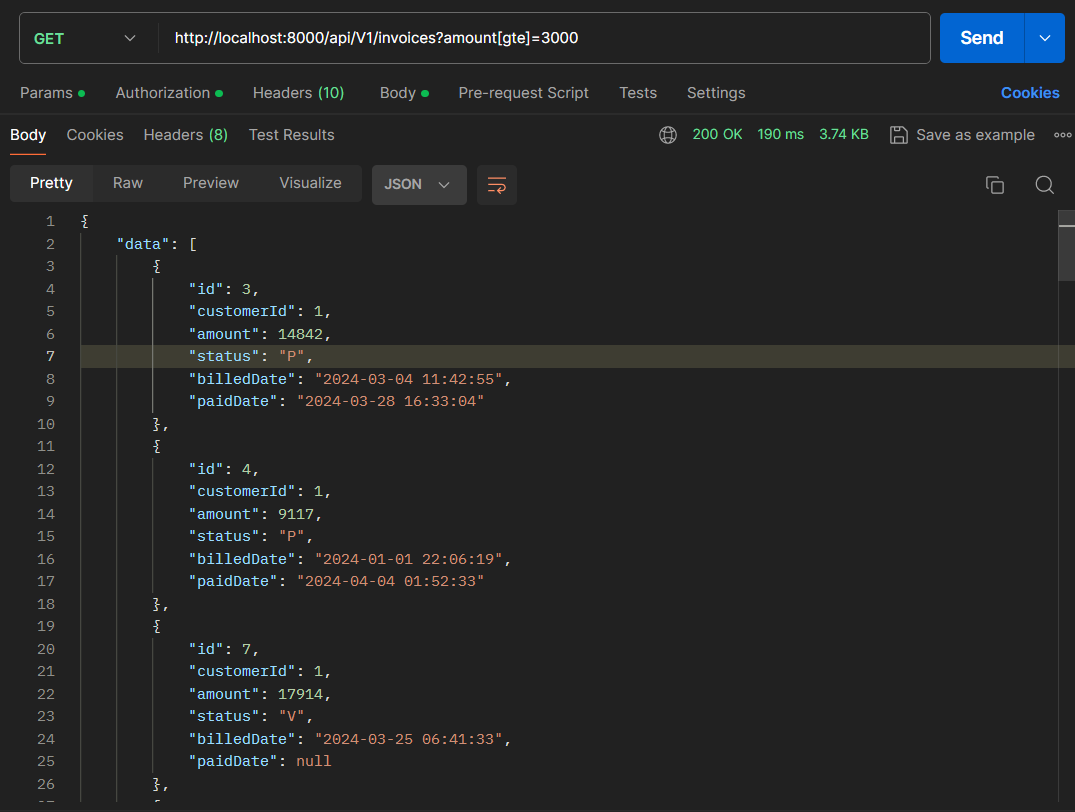 GET http://localhost:8000/api/V1/invoices?amount[gte]=3000 Send
Params Authorization Headers (10) Body Pre-request Script Tests Settings Cookies
Body Cookies Headers (8) Test Results 200 OK 190 ms 3.74 KB Save as example
Pretty Raw Preview Visualize JSON
1 {
2 "data": [
3 {
4 "id": 3,
5 "customerId": 1,
6 "amount": 14842,
7 "status": "P",
8 "billedDate": "2024-03-04 11:42:55",
9 "paidDate": "2024-03-28 16:33:04"
10 },
11 {
12 "id": 4,
13 "customerId": 1,
14 "amount": 9117,
15 "status": "P",
16 "billedDate": "2024-01-01 22:06:19",
17 "paidDate": "2024-04-04 01:52:33"
18 },
19 {
20 "id": 7,
21 "customerId": 1,
22 "amount": 17914,
23 "status": "V",
24 "billedDate": "2024-03-25 06:41:33",
25 "paidDate": null
26 },